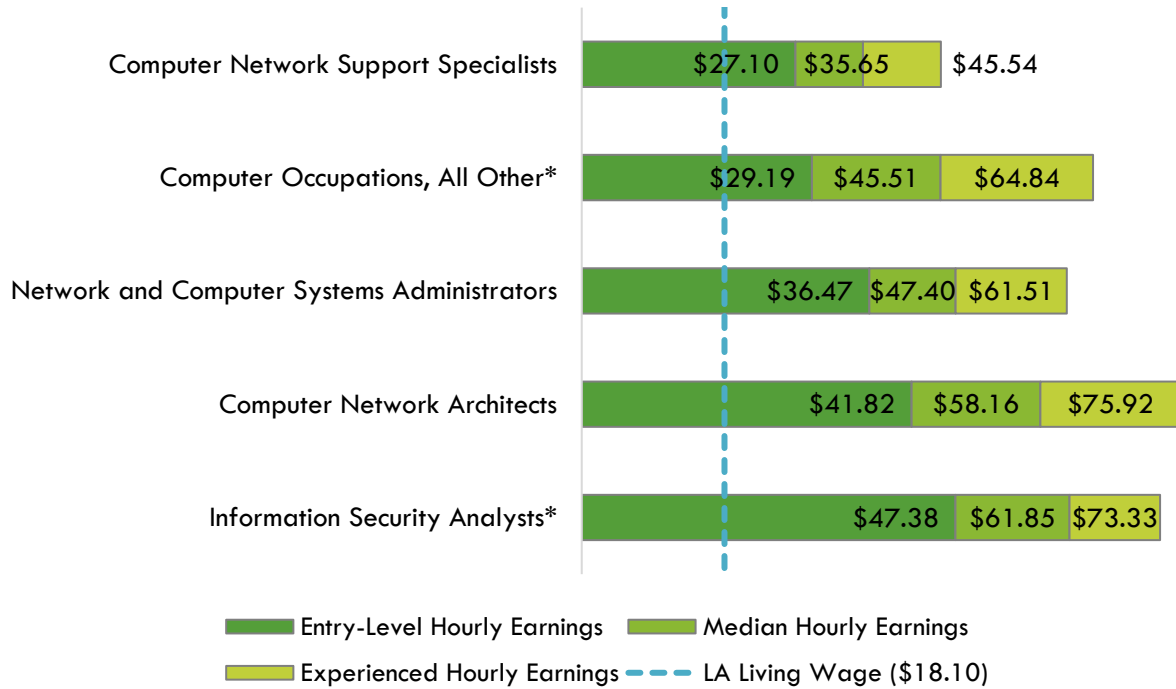 Computer Network Support Specialists $27.10 $35.65 $45.54
Computer Occupations, All Other* $29.19 $45.51 $64.84
Network and Computer Systems Administrators $36.47 $47.40 $61.51
Computer Network Architects $41.82 $58.16 $75.92
Information Security Analysts* $47.38 $61.85 $73.33
Entry-Level Hourly Earnings Median Hourly Earnings
Experienced Hourly Earnings LA Living Wage ($18.10)